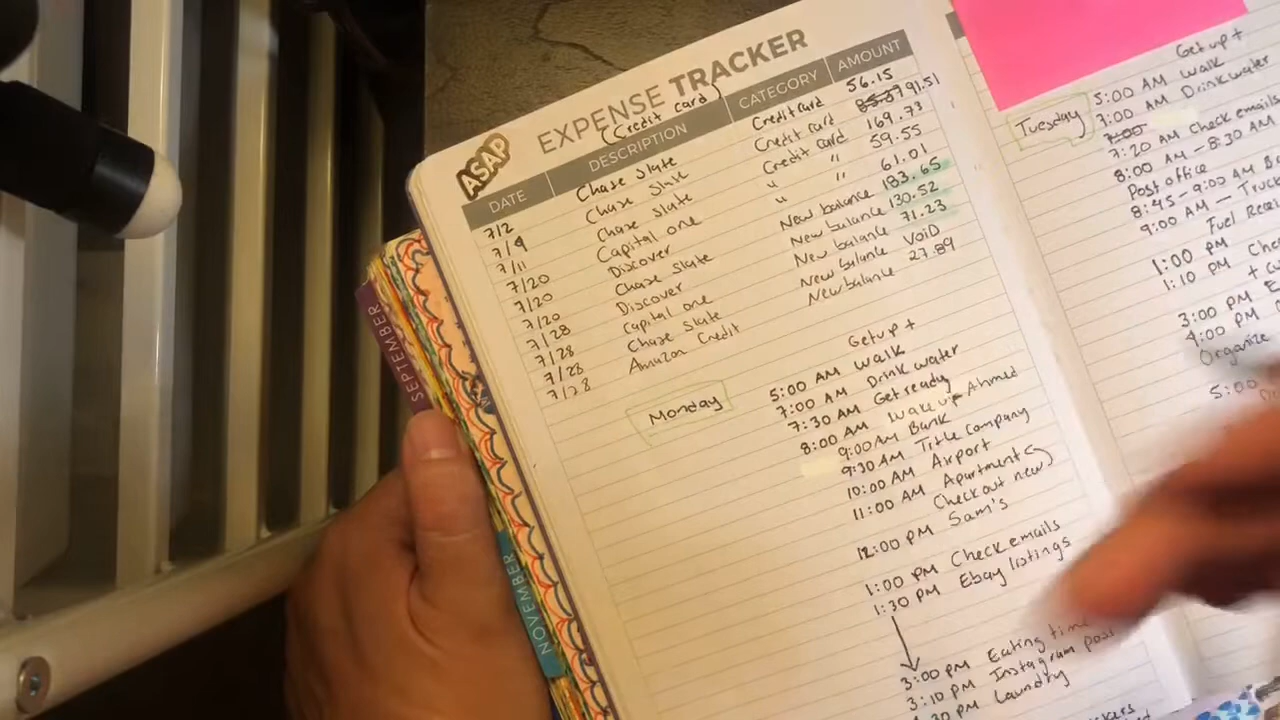 ASAP
EXPENSE TRACKER
(Credit card)
DATE DESCRIPTION CATEGORY AMOUNT
7/2 Chase Slate Credit card 56.15
7/9 Chase Slate Credit card 91.51
7/11 Chase Slate Credit card 169.73
7/20 Capital one " 59.55
7/20 Discover " 61.01
7/20 Chase Slate New balance 183.65
7/28 Discover New balance 130.52
7/28 Capital one New balance 71.23
7/28 Chase Slate New balance VoiD
7/28 Amazon Credit New balance 27.89
Monday
Get up +
5:00 AM Walk
7:00 AM Drink water
7:30 AM Get ready
8:00 AM Wake up Ahmed
9:00 AM Bank
9:30 AM Title company
10:00 AM Airport
11:00 AM Apartment(s)
Check out new
12:00 PM Sam's
1:00 PM Check emails
1:30 PM Ebay listings
3:00 PM Eating time
3:10 PM Instagram post
Laundry
SEPTEMBER
NOVEMBER
Tuesday
Get up +
5:00 AM Walk
7:00 AM Drink water
7:20 AM Check emails
8:00 AM - 8:30 AM
Post office
8:45 - 9:00 AM
9:00 AM -
Fuel
1:00 PM
1:10 PM
3:00 PM
4:00 PM
Organize